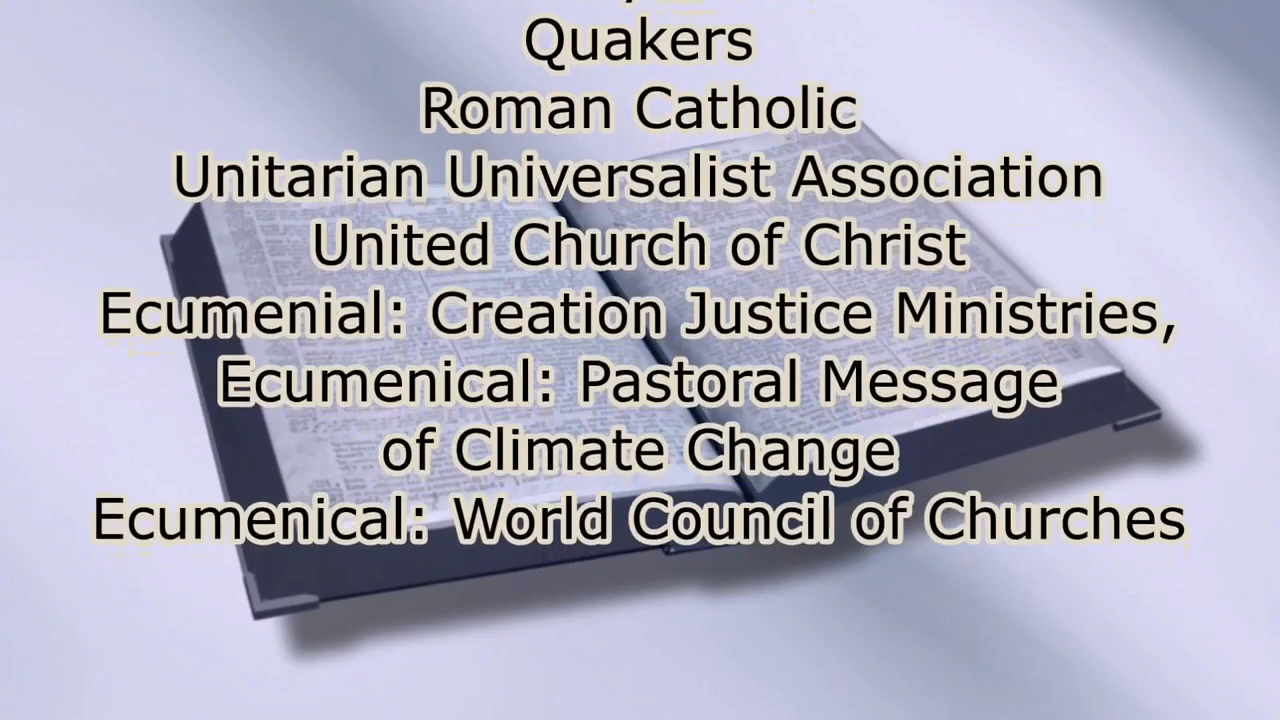 Quakers
Roman Catholic
Unitarian Universalist Association
United Church of Christ
Ecumenial: Creation Justice Ministries,
Ecumenical: Pastoral Message
of Climate Change
Ecumenical: World Council of Churches